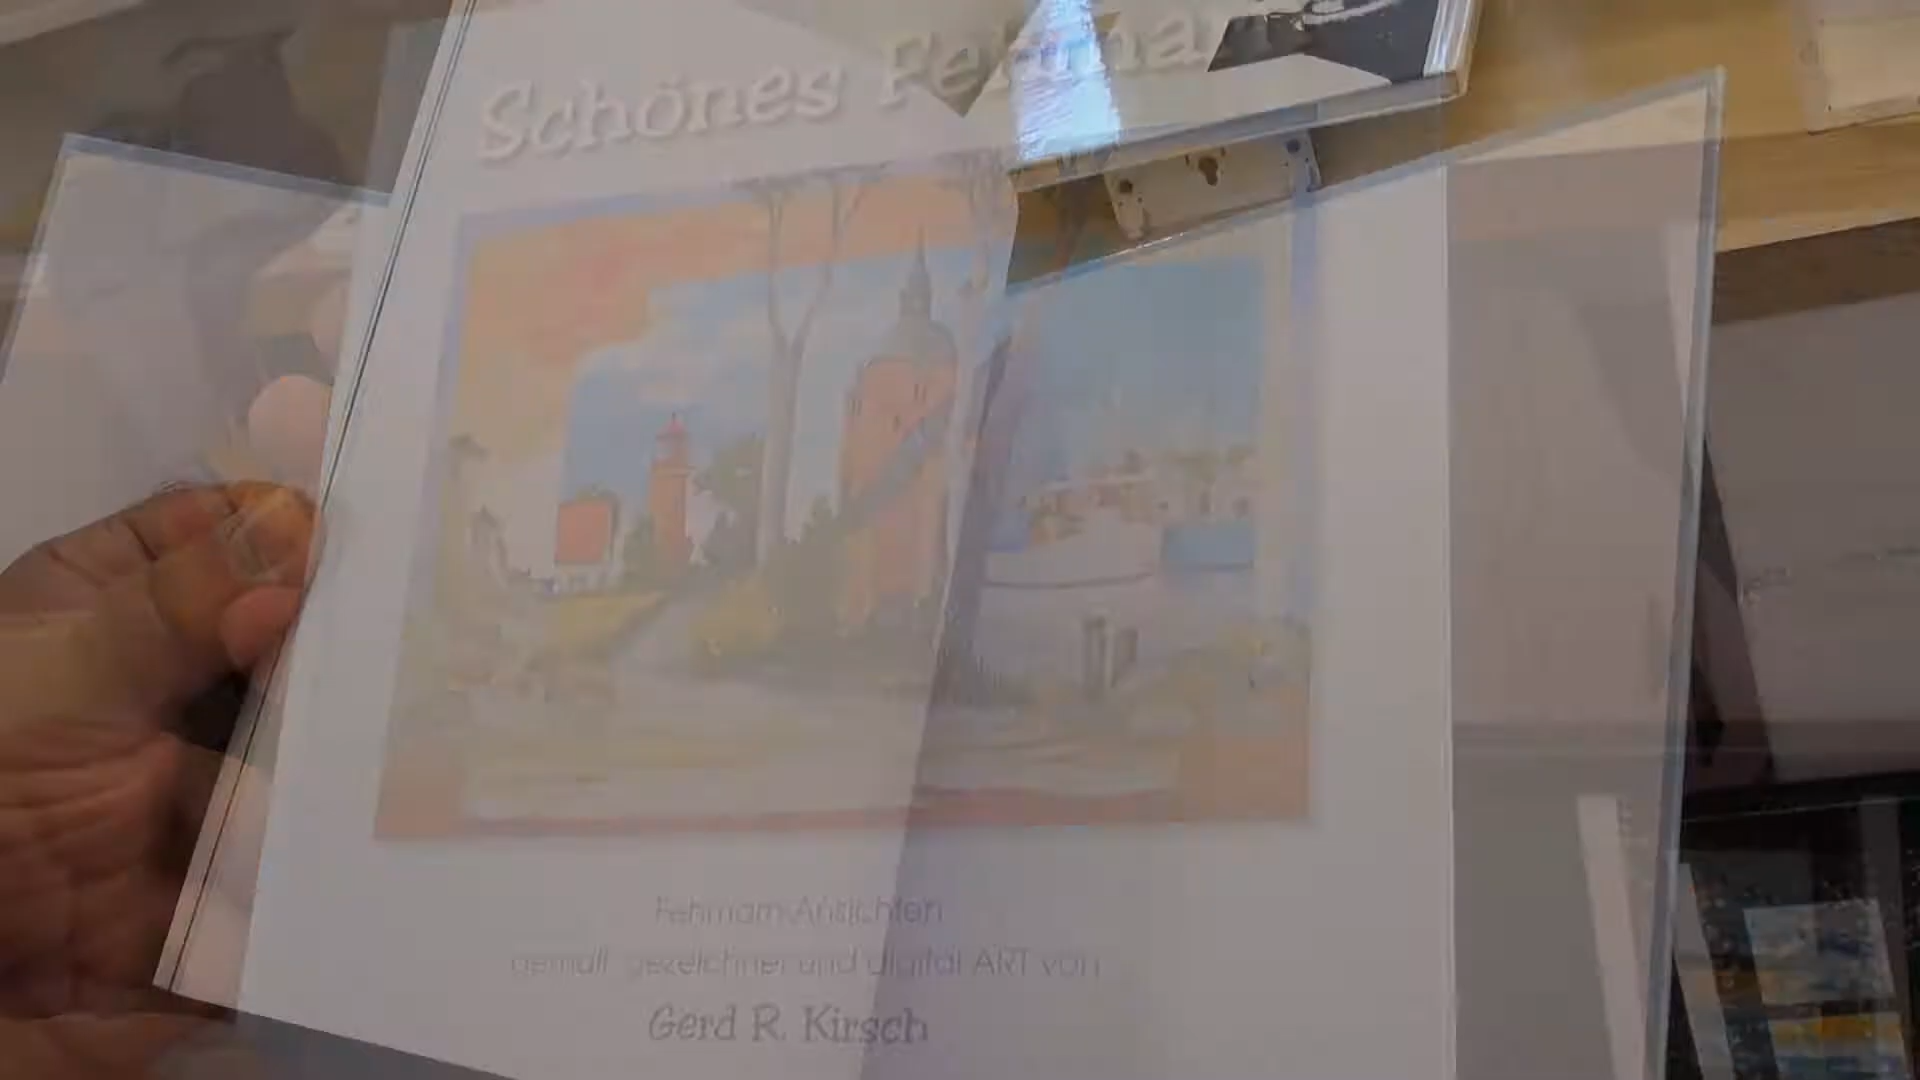 Schönes Fehmarn
Fehmarn-Ansichten
gemalt, gezeichnet und digital ART von
Gerd R. Kirsch